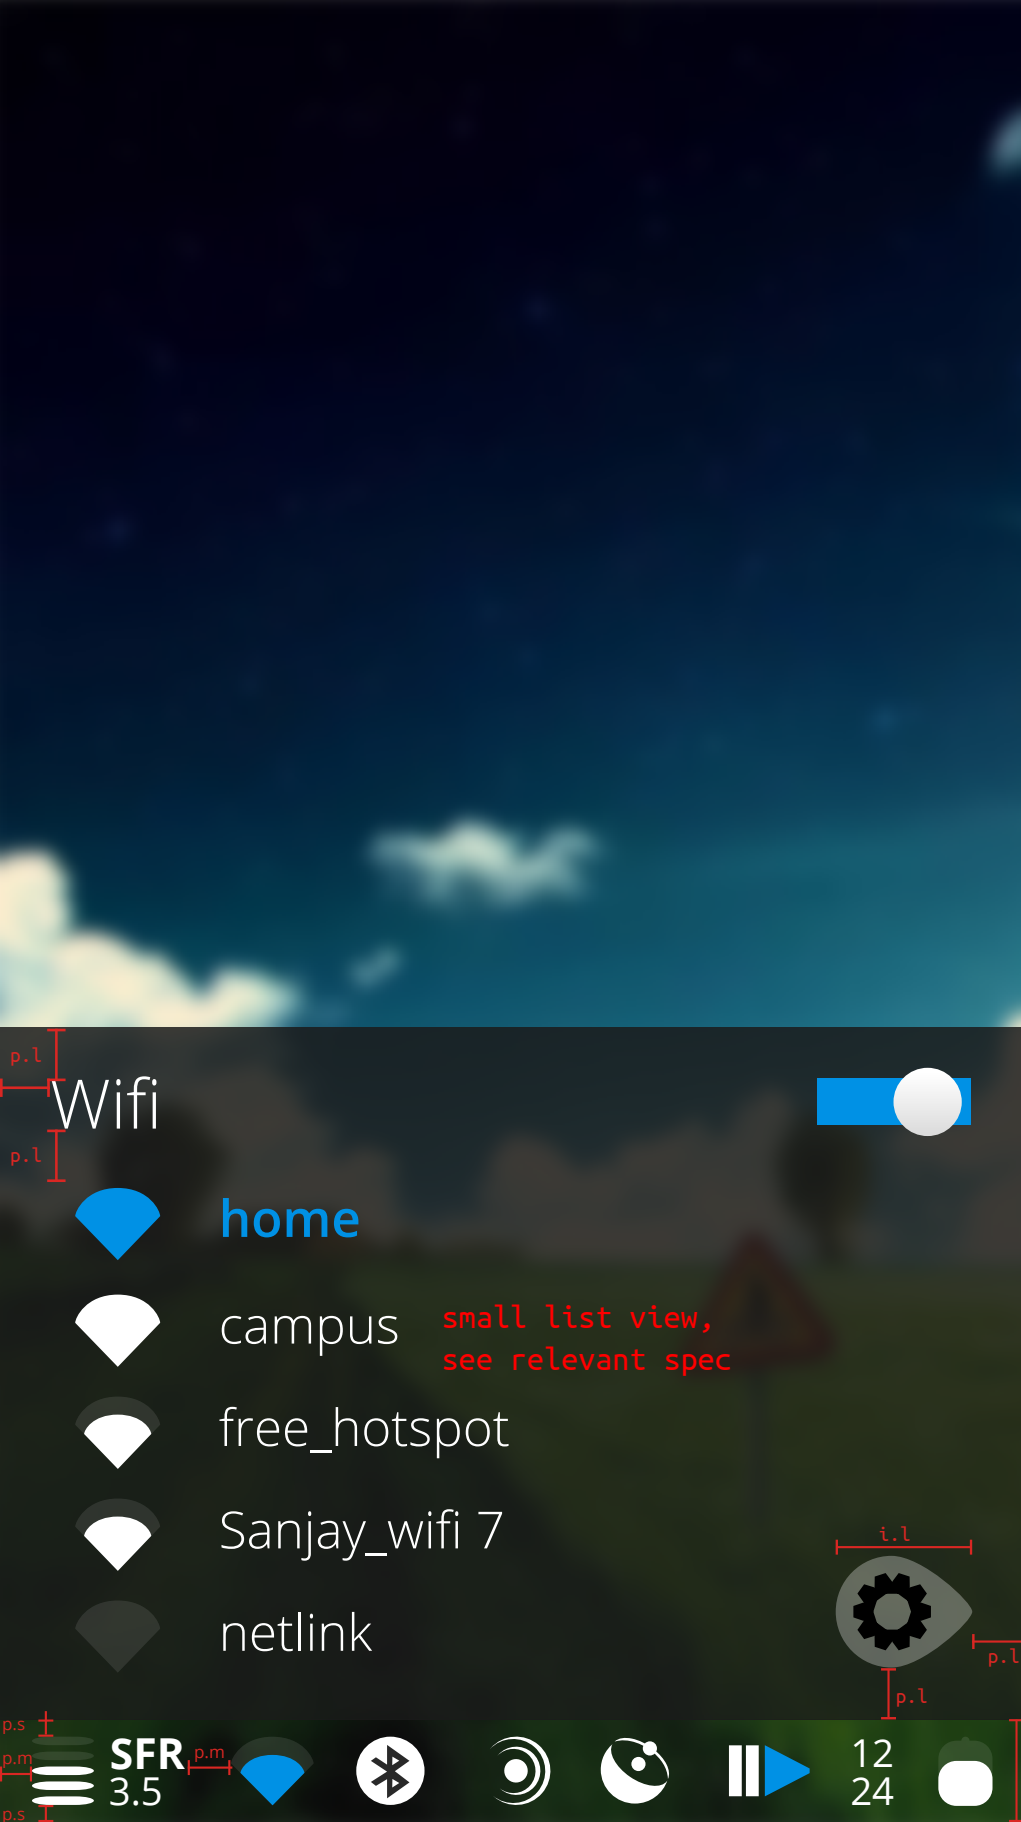 p.l
Wifi
p.l
home
campus
small list view,
see relevant spec
free_hotspot
Sanjay_wifi 7
i.l
netlink
p.l
p.l
p.s
SFR
p.m
12
p.m
3.5
24
p.s